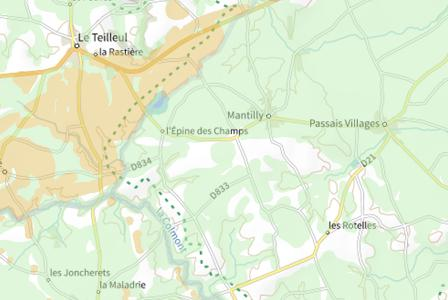 Le Teilleul
la Rastière
Mantilly
Passais Villages
l'Épine des Champs
D834
D21
D833
la Colmont
les Rotelles
les Joncherets
la Maladrie